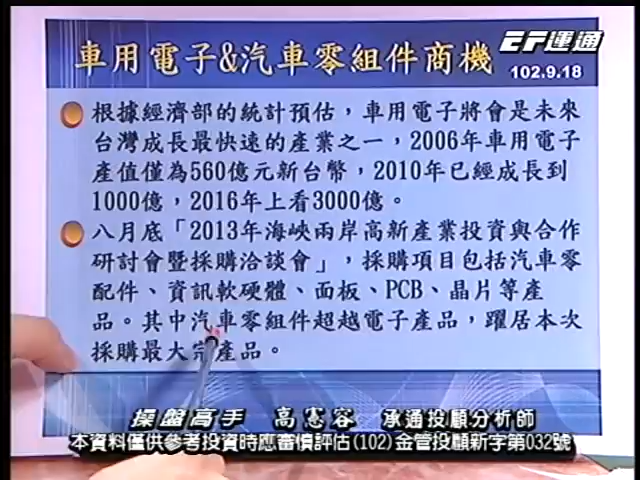 EF運通
車用電子&汽車零組件商機
102.9.18
根據經濟部的統計預估，車用電子將會是未來
台灣成長最快速的產業之一，2006年車用電子
產值僅為560億元新台幣，2010年已經成長到
1000億，2016年上看3000億。
八月底「2013年海峽兩岸高新產業投資與合作
研討會暨採購洽談會」，採購項目包括汽車零
配件、資訊軟硬體、面板、PCB、晶片等產
品。其中汽車零組件超越電子產品，躍居本次
採購最大宗產品。
操盤高手 高憲容 承通投顧分析師
本資料僅供參考投資時應審慎評估(102)金管投顧新字第032號